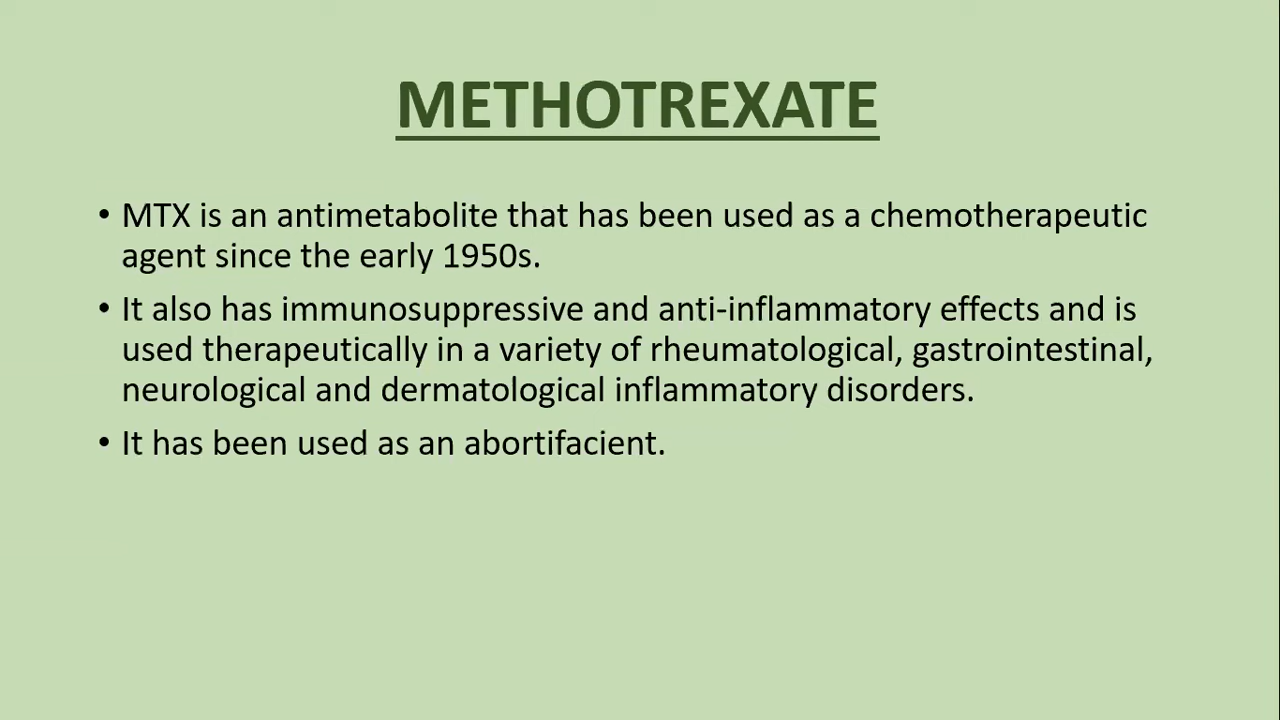 METHOTREXATE
• MTX is an antimetabolite that has been used as a chemotherapeutic
agent since the early 1950s.
• It also has immunosuppressive and anti-inflammatory effects and is
used therapeutically in a variety of rheumatological, gastrointestinal,
neurological and dermatological inflammatory disorders.
• It has been used as an abortifacient.